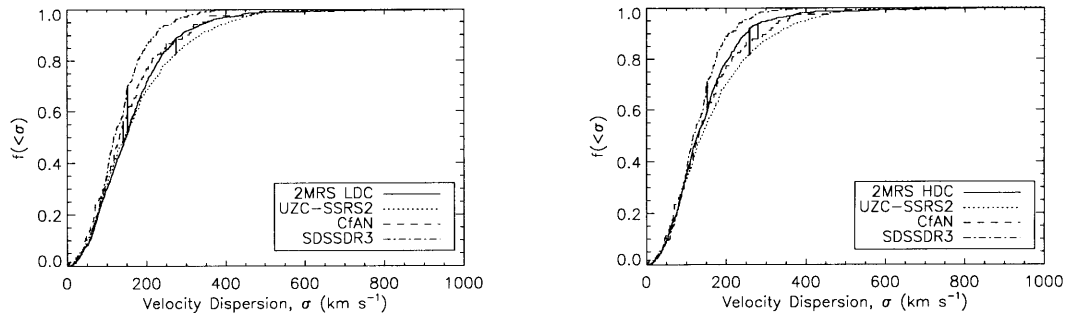 1.0
0.8
0.6
0.4
0.2
0.0
f(<σ)
2MRS LDC
UZC-SSRS2
CfAN
SDSSDR3
0 200 400 600 800 1000
Velocity Dispersion, σ (km s⁻¹)
1.0
0.8
0.6
0.4
0.2
0.0
f(<σ)
2MRS HDC
UZC-SSRS2
CfAN
SDSSDR3
0 200 400 600 800 1000
Velocity Dispersion, σ (km s⁻¹)